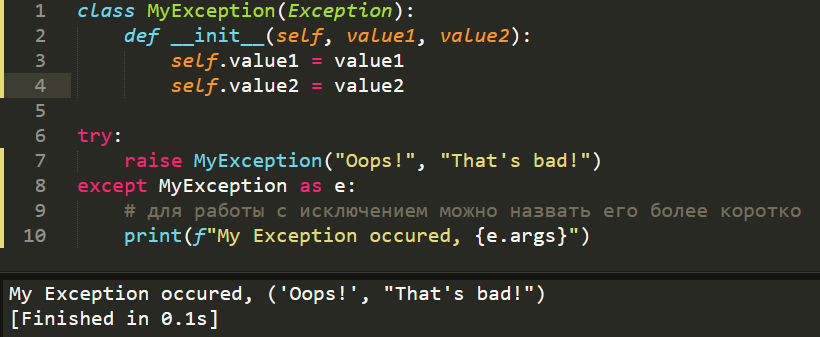 1 class MyException(Exception):
2 def __init__(self, value1, value2):
3 self.value1 = value1
4 self.value2 = value2
5
6 try:
7 raise MyException("Oops!", "That's bad!")
8 except MyException as e:
9 # для работы с исключением можно назвать его более коротко
10 print(f"My Exception occured, {e.args}")
My Exception occured, ('Oops!', "That's bad!")
[Finished in 0.1s]